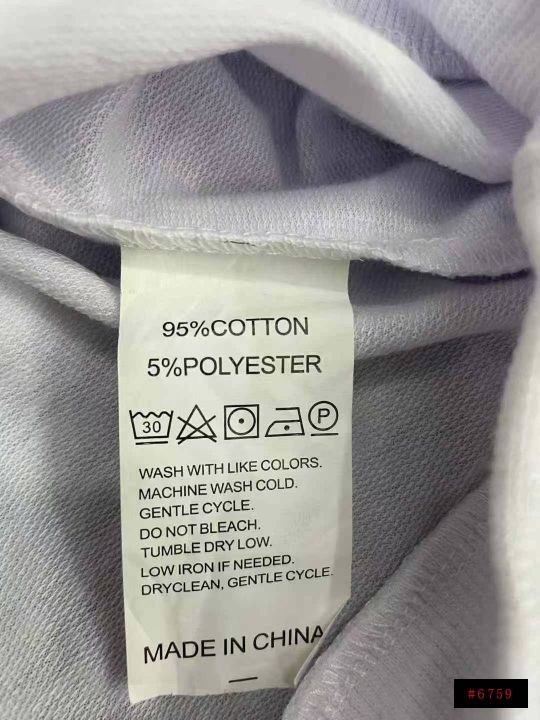 95%COTTON
5%POLYESTER
30 P
WASH WITH LIKE COLORS.
MACHINE WASH COLD.
GENTLE CYCLE.
DO NOT BLEACH.
TUMBLE DRY LOW.
LOW IRON IF NEEDED.
DRYCLEAN, GENTLE CYCLE.
MADE IN CHINA
#6759